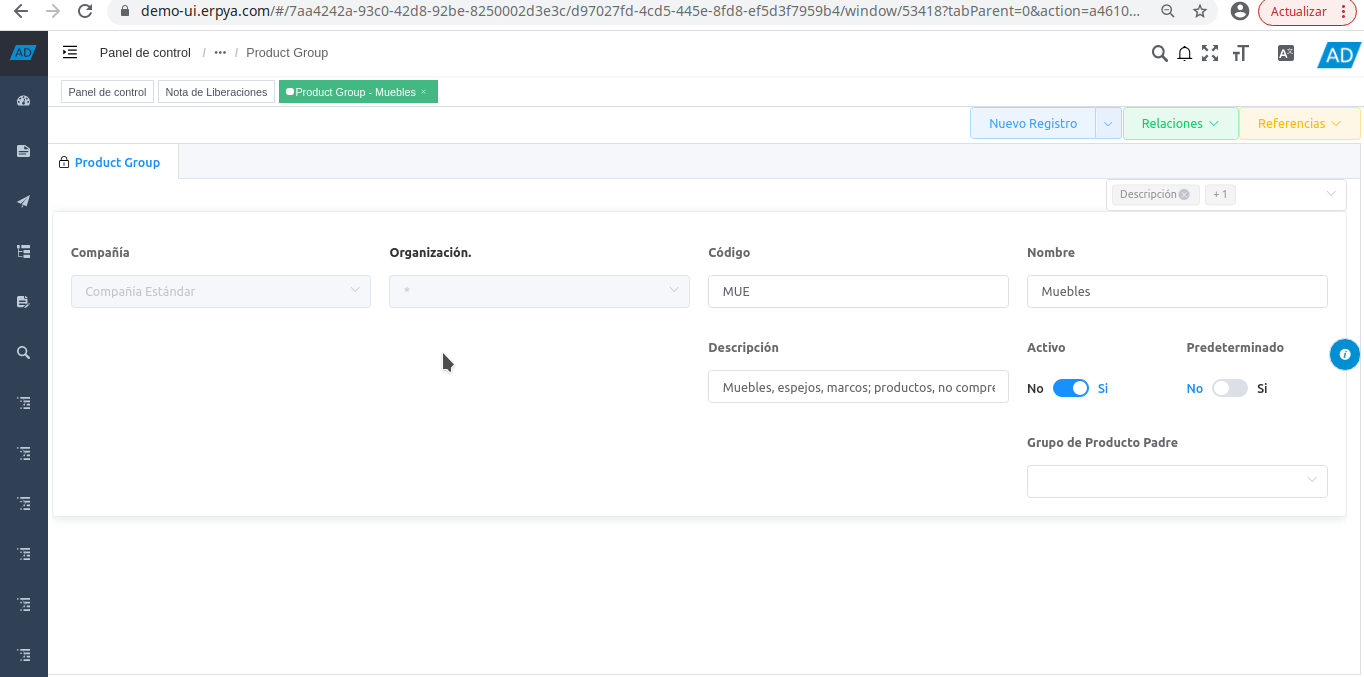 demo-ui.erpya.com/#/7aa4242a-93c0-42d8-92be-8250002d3e3c/d97027fd-4cd5-445e-8fd8-ef5d3f7959b4/window/53418?tabParent=0&action=a4610...
Actualizar
AD
Panel de control / ··· / Product Group
AD
Panel de control
Nota de Liberaciones
Product Group - Muebles ×
Nuevo Registro
Relaciones
Referencias
Product Group
Descripción
+ 1
Compañía
Organización.
Código
Nombre
Compañía Estándar
*
MUE
Muebles
Descripción
Activo
Predeterminado
Muebles, espejos, marcos; productos, no compre
No
Si
No
Si
Grupo de Producto Padre